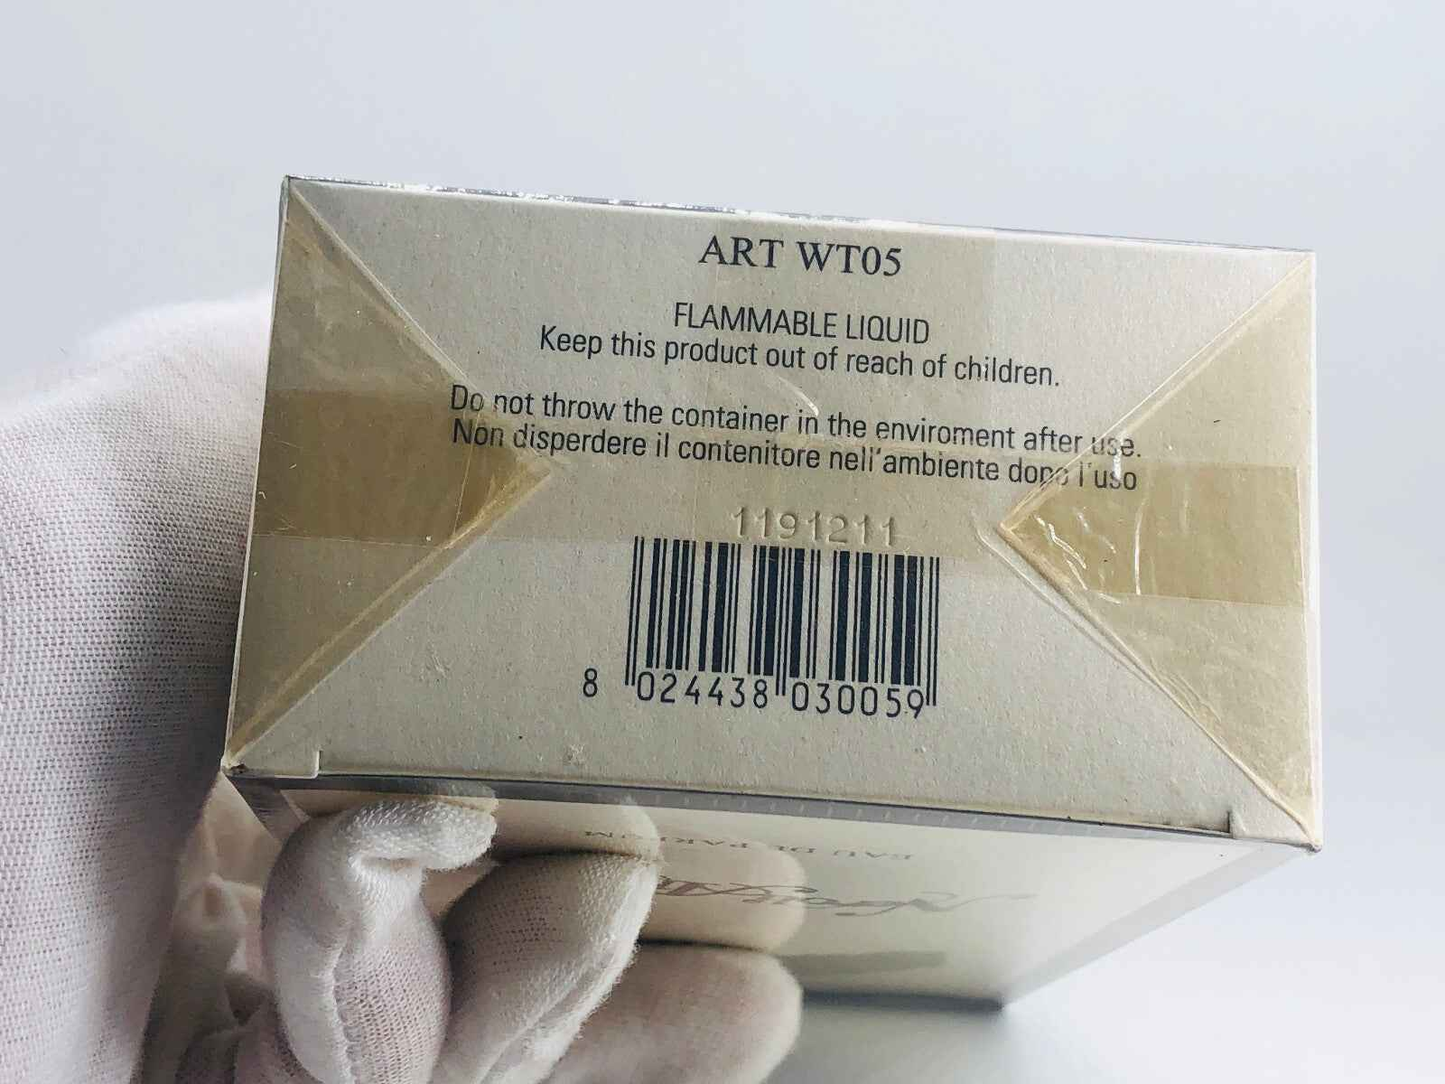 ART WT05
FLAMMABLE LIQUID
Keep this product out of reach of children.
Do not throw the container in the enviroment after use.
Non disperdere il contenitore nell'ambiente dopo l'uso
1191211
8 024438 030059
EAU DE PARFUM